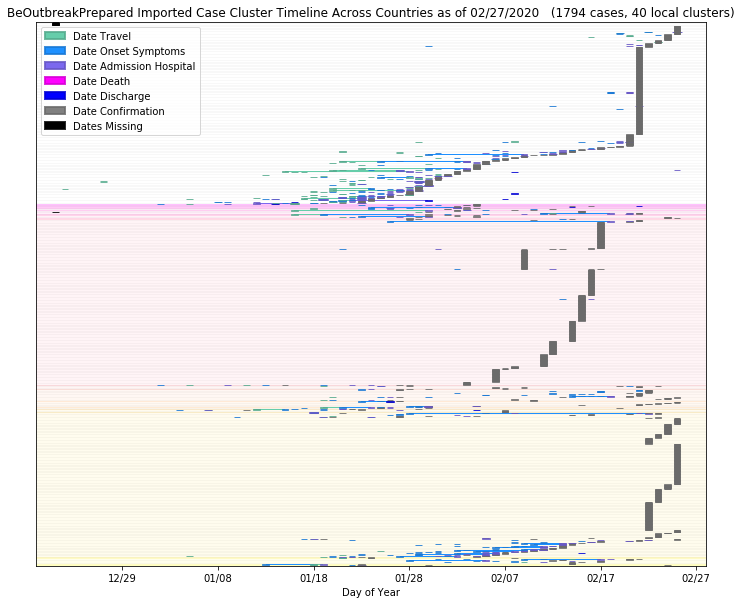 BeOutbreakPrepared Imported Case Cluster Timeline Across Countries as of 02/27/2020 (1794 cases, 40 local clusters)
Date Travel
Date Onset Symptoms
Date Admission Hospital
Date Death
Date Discharge
Date Confirmation
Dates Missing
12/29 01/08 01/18 01/28 02/07 02/17 02/27
Day of Year